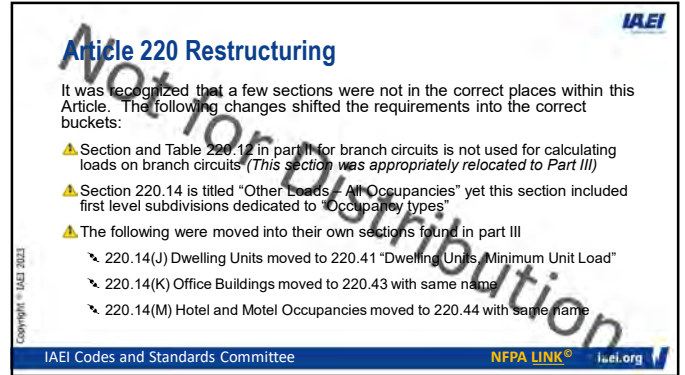 IAEI
Article 220 Restructuring
It was recognized that a few sections were not in the correct places within this
Article. The following changes shifted the requirements into the correct
buckets:
Section and Table 220.12 in part II for branch circuits is not used for calculating
loads on branch circuits (This section was appropriately relocated to Part III)
Section 220.14 is titled “Other Loads – All Occupancies” yet this section included
first level subdivisions dedicated to “Occupancy types”
The following were moved into their own sections found in part III
220.14(J) Dwelling Units moved to 220.41 “Dwelling Units, Minimum Unit Load”
220.14(K) Office Buildings moved to 220.43 with same name
220.14(M) Hotel and Motel Occupancies moved to 220.44 with same name
Not for Distribution
Copyright © IAEI 2023
IAEI Codes and Standards Committee NFPA LINK© iaei.org